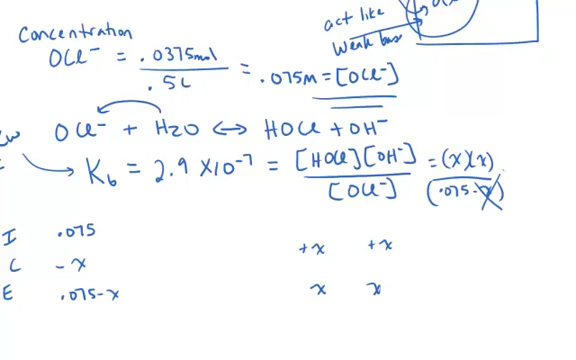 act like
weak bas
Concentration
OCl⁻ = .0375mol / .5L = .075M = [OCl⁻]
OCl⁻ + H2O ⇔ HOCl + OH⁻
Kb = 2.9 x10⁻⁷ = [HOCl][OH⁻] / [OCl⁻] = (x)(x) / (.075-x)
I .075 +x +x
C -x
E .075-x x x